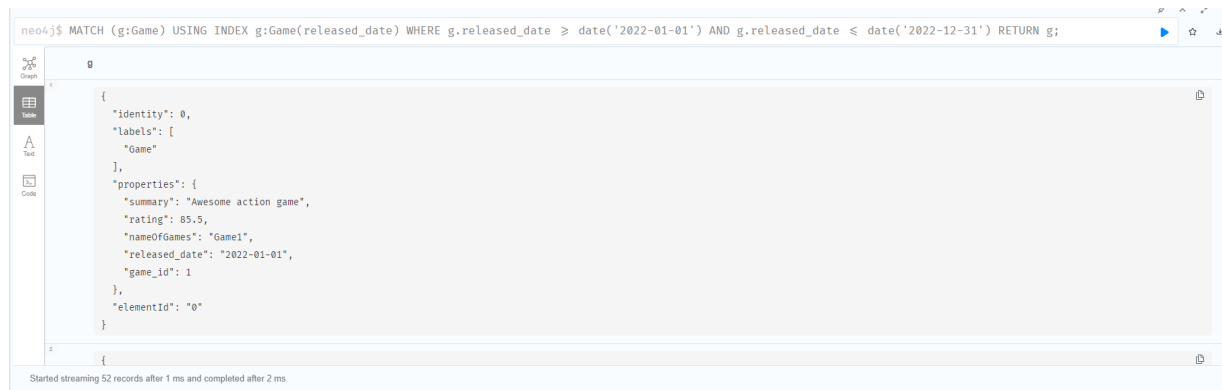 neo4j$ MATCH (g:Game) USING INDEX g:Game(released_date) WHERE g.released_date ≥ date('2022-01-01') AND g.released_date ≤ date('2022-12-31') RETURN g;
Graph
Table
Text
Code
g
1
{
"identity": 0,
"labels": [
"Game"
],
"properties": {
"summary": "Awesome action game",
"rating": 85.5,
"nameOfGames": "Game1",
"released_date": "2022-01-01",
"game_id": 1
},
"elementId": "0"
}
2
{
Started streaming 52 records after 1 ms and completed after 2 ms.